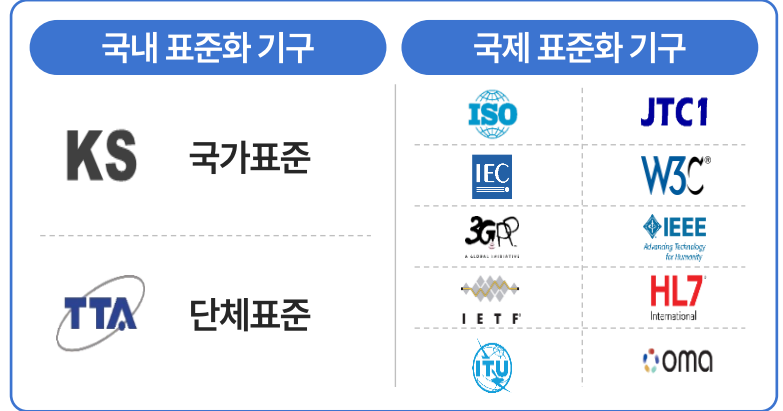 국내 표준화 기구
국제 표준화 기구
KS
국가표준
TTA
단체표준
ISO
JTC1
IEC
W3C®
3GPP
A GLOBAL INITIATIVE
IEEE
Advancing Technology
for Humanity
IETF®
HL7®
International
ITU
oma